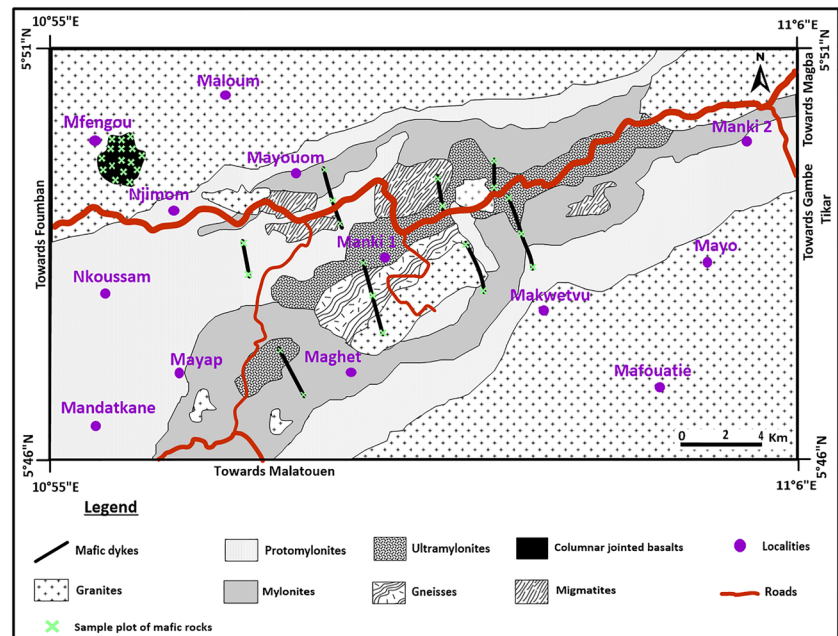 10°55"E
11°6"E
5°51"N
5°51"N
N
Maloum
Mfengou
Mayouom
Manki 2
Njimom
Manki 1
Mayo.
Nkoussam
Makwetvu
Mayap
Maghet
Mafouatié
Mandatkane
Towards Foumban
Towards Magba
Towards Gambe
Tikar
0 2 4 Km
5°46"N
5°46"N
10°55"E
Towards Malatouen
11°6"E
Legend
Mafic dykes
Protomylonites
Ultramylonites
Columnar jointed basalts
Localities
Granites
Mylonites
Gneisses
Migmatites
Roads
Sample plot of mafic rocks